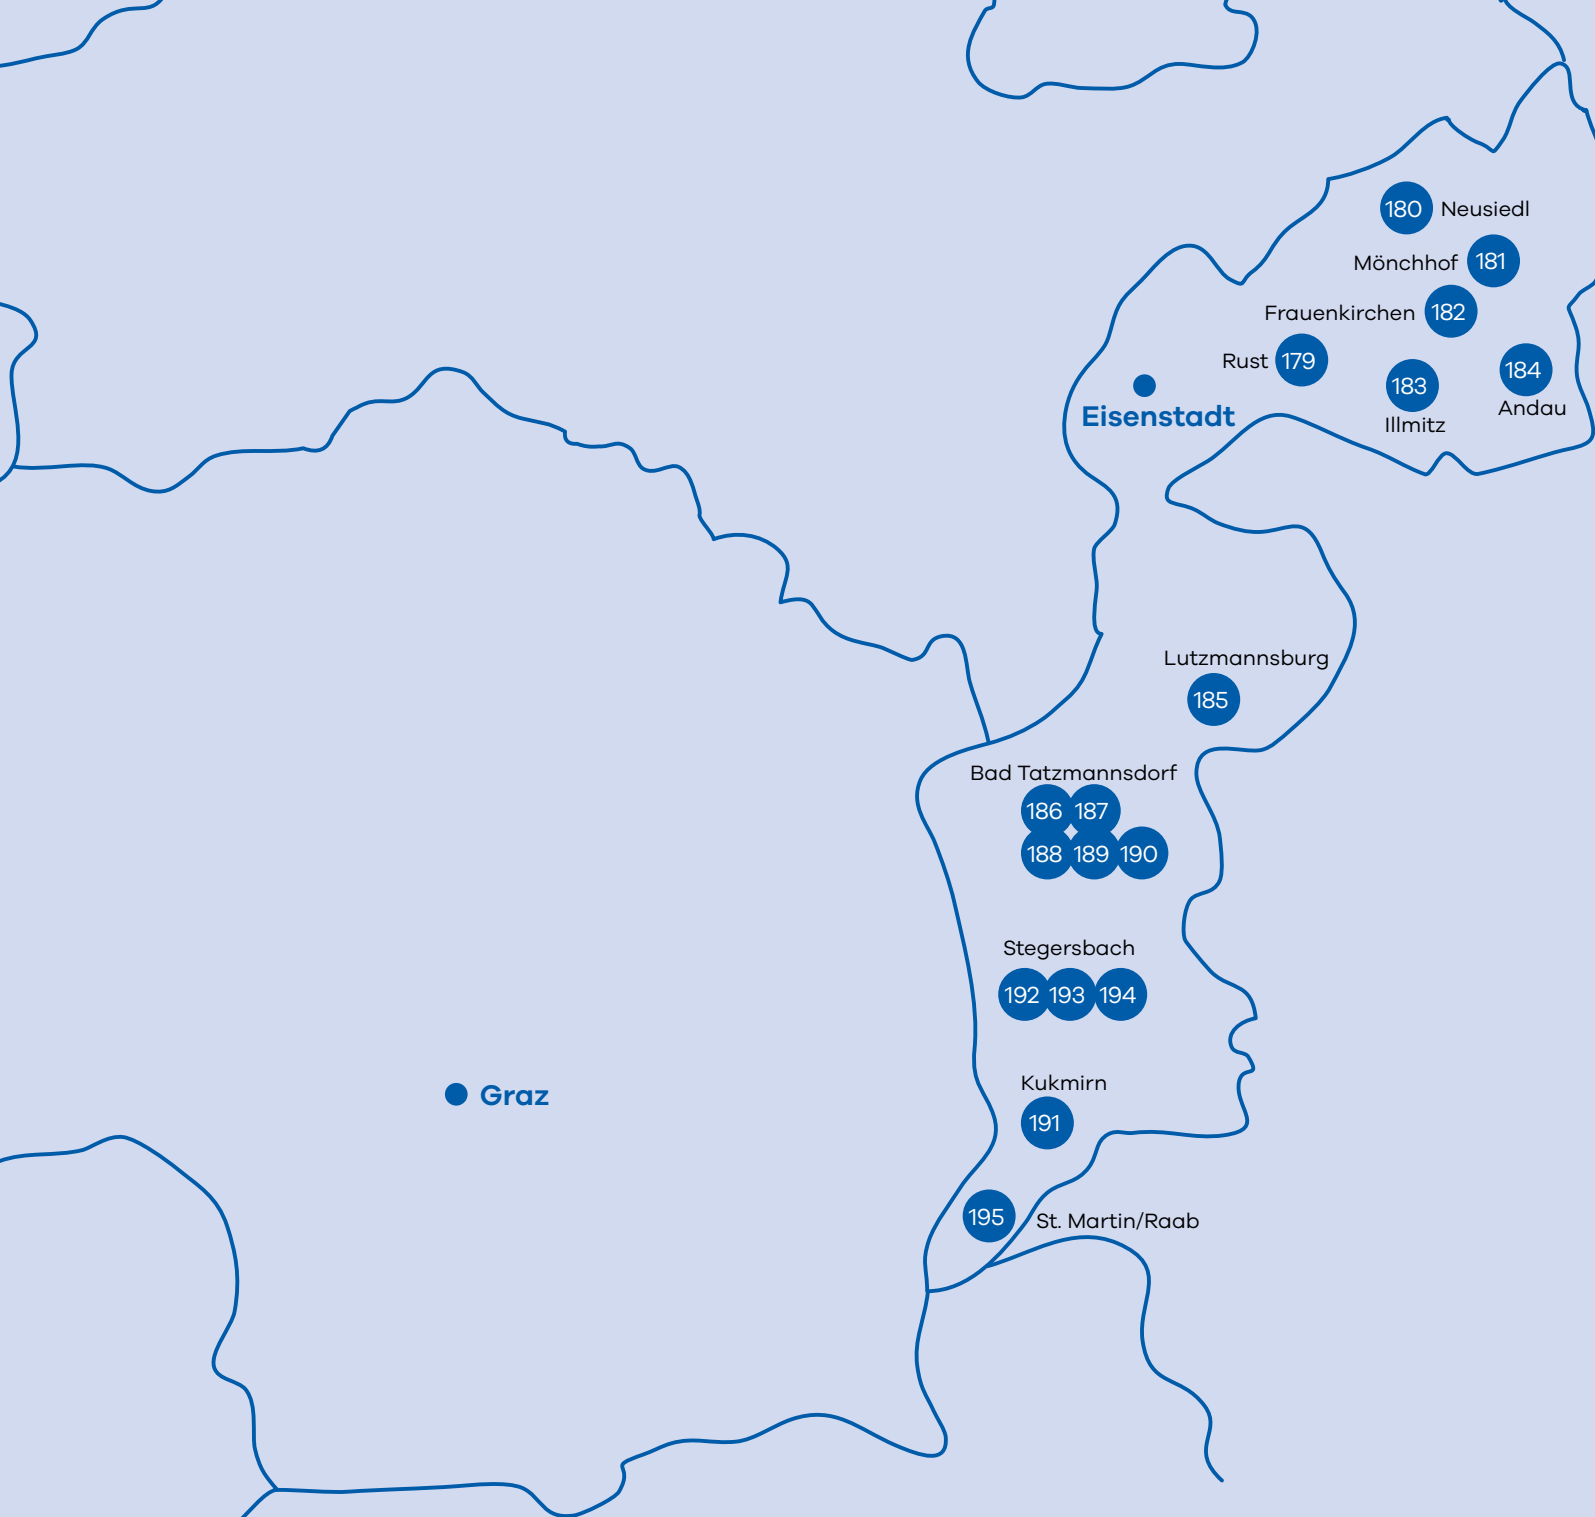 180 Neusiedl
Mönchhof 181
Frauenkirchen 182
Rust 179
184
Andau
183
Illmitz
Eisenstadt
Lutzmannsburg
185
Bad Tatzmannsdorf
186 187
188 189 190
Stegersbach
192 193 194
Kukmirn
191
Graz
195 St. Martin/Raab